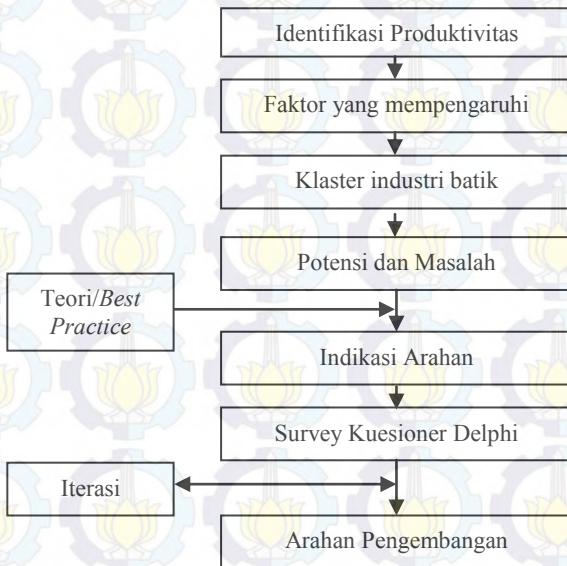 Identifikasi Produktivitas
Faktor yang mempengaruhi
Klaster industri batik
Potensi dan Masalah
Teori/Best
Practice
Indikasi Arahan
Survey Kuesioner Delphi
Iterasi
Arahan Pengembangan